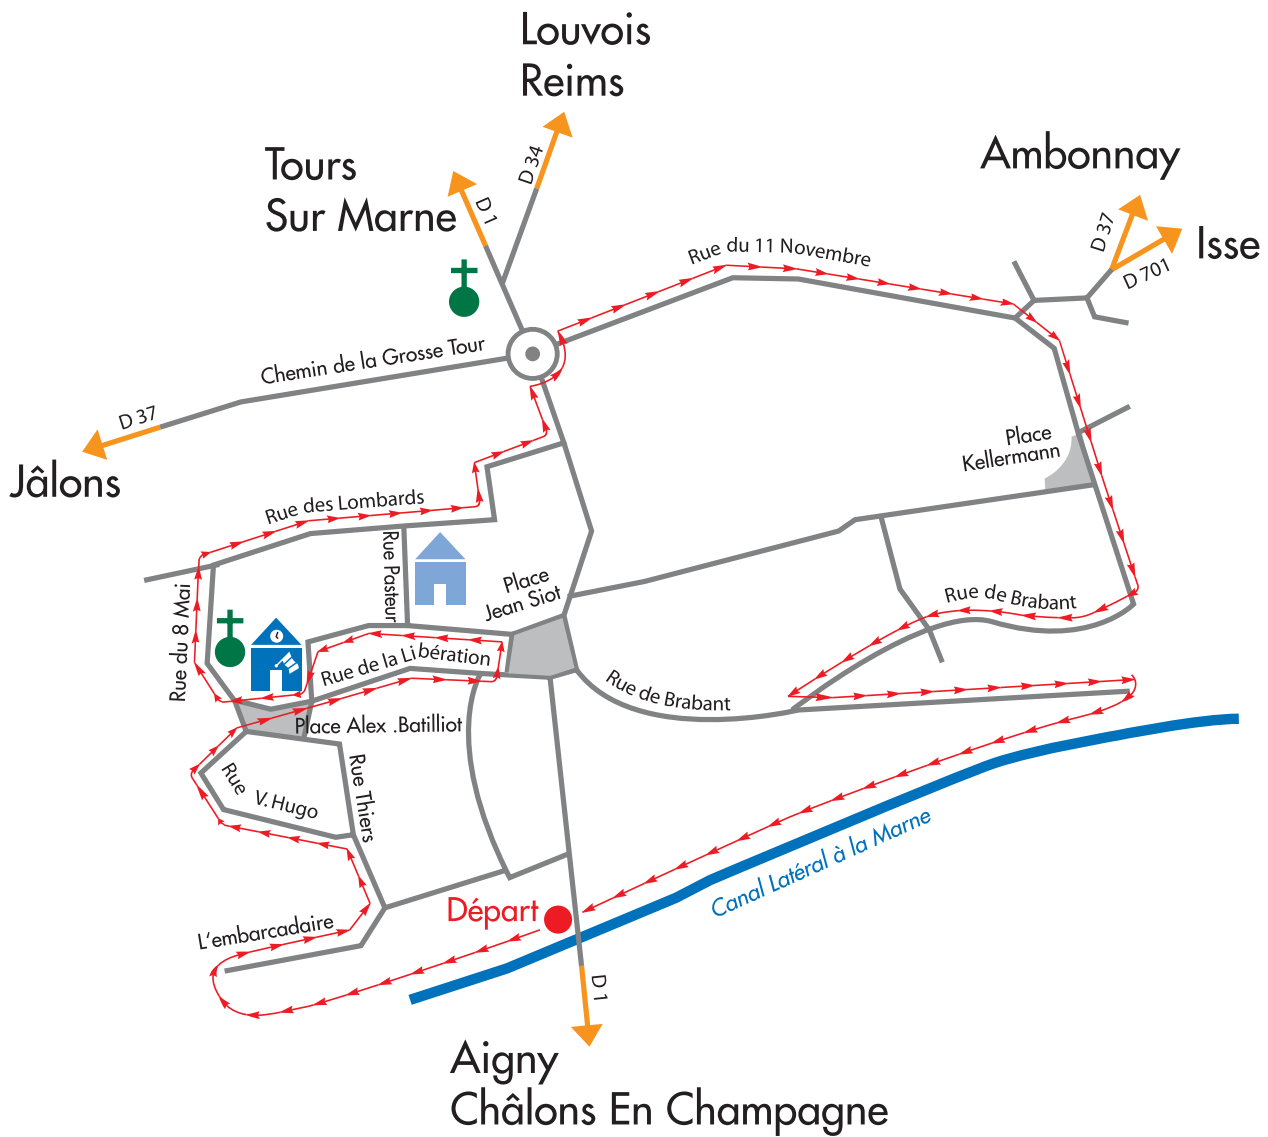 Louvois
Reims
Tours
Sur Marne
D 1
D 34
Ambonnay
D 37
Isse
D 701
Rue du 11 Novembre
Chemin de la Grosse Tour
D 37
Jâlons
Place
Kellermann
Rue des Lombards
Rue Pasteur
Place
Jean Siot
Rue du 8 Mai
Rue de Brabant
Rue de la Libération
Rue de Brabant
Place Alex .Batilliot
Rue V. Hugo
Rue Thiers
Canal Latéral à la Marne
Départ
L'embarcadaire
D 1
Aigny
Châlons En Champagne